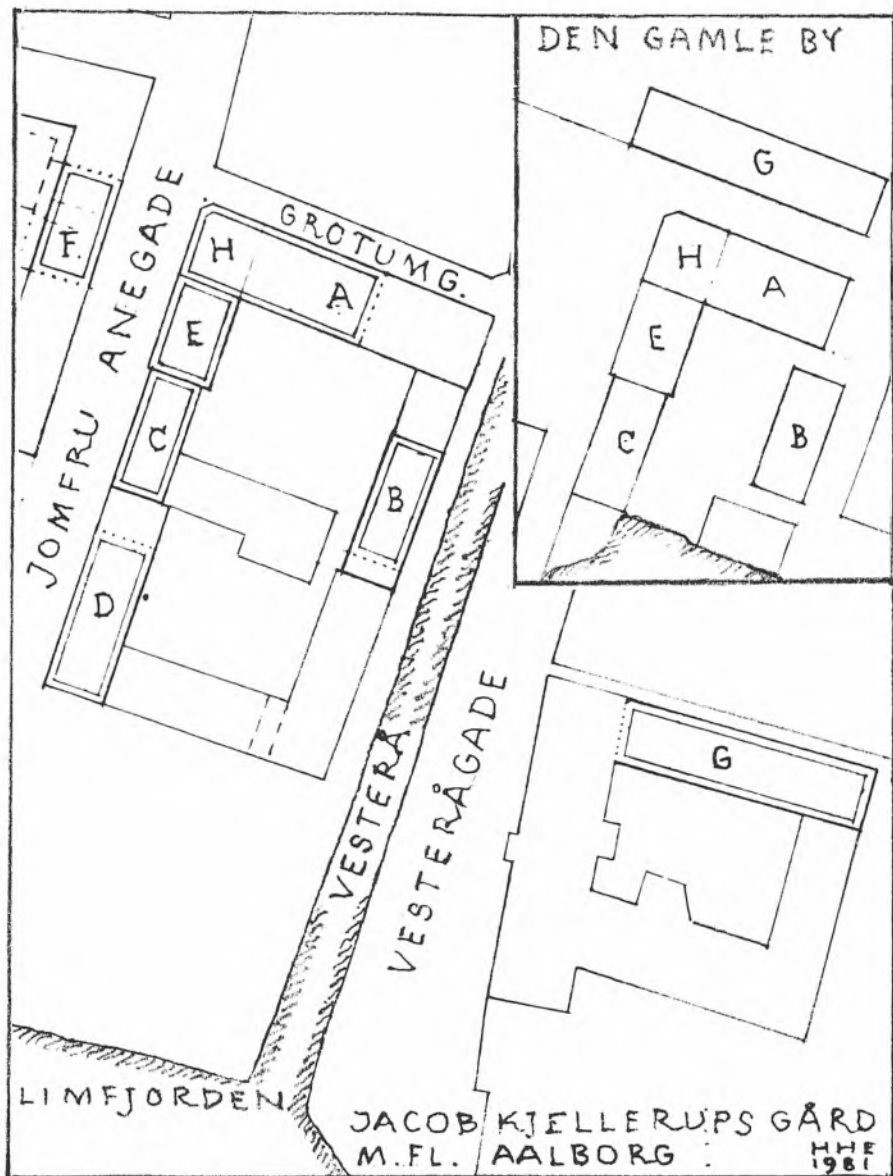 DEN GAMLE BY
G
H
A
E
C
B
JOMFRU ANEGADE
GROTUMG.
F
H
A
E
C
B
D
VESTERÅ
VESTERÅGADE
G
LIMFJORDEN
JACOB KJELLERUPS GÅRD
M.FL. AALBORG
HHE
1981